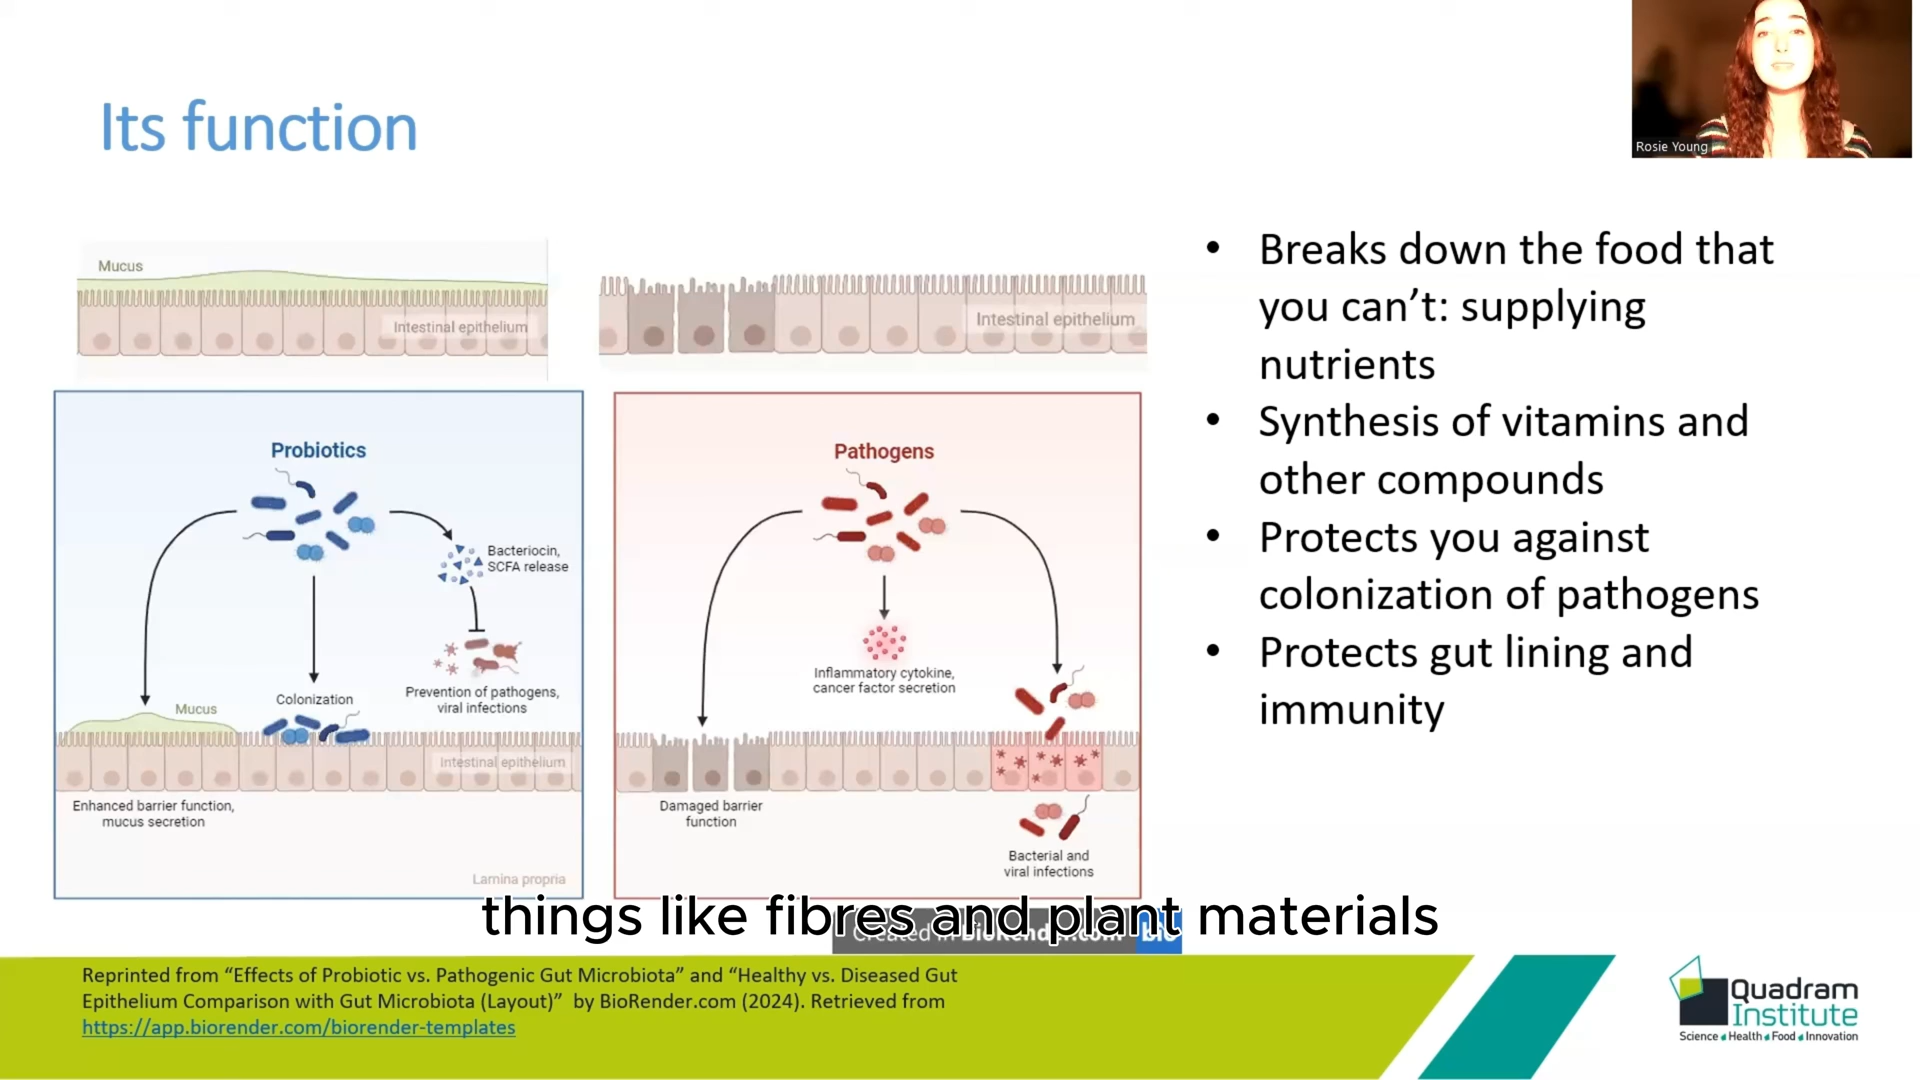 Rosie Young
Its function
Mucus
Intestinal epithelium
Intestinal epithelium
Probiotics
Bacteriocin,
SCFA release
Prevention of pathogens,
viral infections
Colonization
Mucus
Intestinal epithelium
Enhanced barrier function,
mucus secretion
Lamina propria
Pathogens
Inflammatory cytokine,
cancer factor secretion
Damaged barrier
function
Bacterial and
viral infections
• Breaks down the food that
you can’t: supplying
nutrients
• Synthesis of vitamins and
other compounds
• Protects you against
colonization of pathogens
• Protects gut lining and
immunity
things like fibres and plant materials
Created in BioRender.com bio
Reprinted from “Effects of Probiotic vs. Pathogenic Gut Microbiota” and “Healthy vs. Diseased Gut
Epithelium Comparison with Gut Microbiota (Layout)” by BioRender.com (2024). Retrieved from
https://app.biorender.com/biorender-templates
Quadram
Institute
Science Health Food Innovation